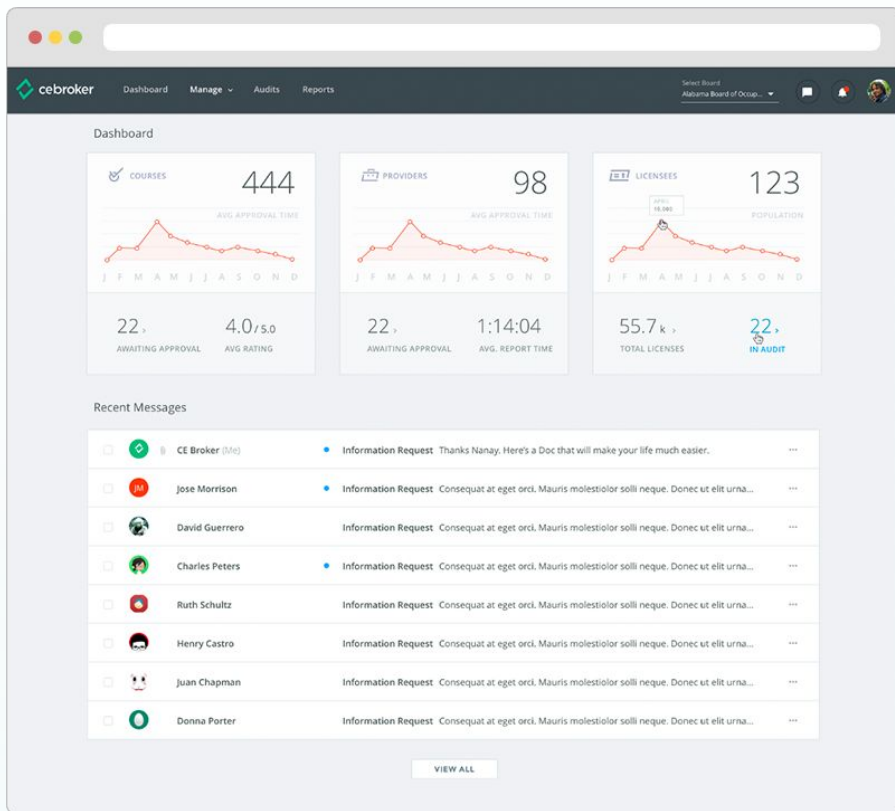 cebroker
Dashboard
Manage
Audits
Reports
Select Board
Alabama Board of Occup...
Dashboard
COURSES
444
AVG APPROVAL TIME
J F M A M J J A S O N D
22
AWAITING APPROVAL
4.0 / 5.0
AVG RATING
PROVIDERS
98
AVG APPROVAL TIME
J F M A M J J A S O N D
22
AWAITING APPROVAL
1:14:04
AVG. REPORT TIME
LICENSEES
123
POPULATION
APRIL
J F M A M J J A S O N D
55.7 k
TOTAL LICENSES
22
IN AUDIT
Recent Messages
CE Broker (Me) Information Request Thanks Nanay. Here's a Doc that will make your life much easier.
JM Jose Morrison Information Request Consequat at eget orci. Mauris molestiolor solli neque. Donec ut elit urna...
David Guerrero Information Request Consequat at eget orci. Mauris molestiolor solli neque. Donec ut elit urna...
Charles Peters Information Request Consequat at eget orci. Mauris molestiolor solli neque. Donec ut elit urna...
Ruth Schultz Information Request Consequat at eget orci. Mauris molestiolor solli neque. Donec ut elit urna...
Henry Castro Information Request Consequat at eget orci. Mauris molestiolor solli neque. Donec ut elit urna...
Juan Chapman Information Request Consequat at eget orci. Mauris molestiolor solli neque. Donec ut elit urna...
Donna Porter Information Request Consequat at eget orci. Mauris molestiolor solli neque. Donec ut elit urna...
VIEW ALL